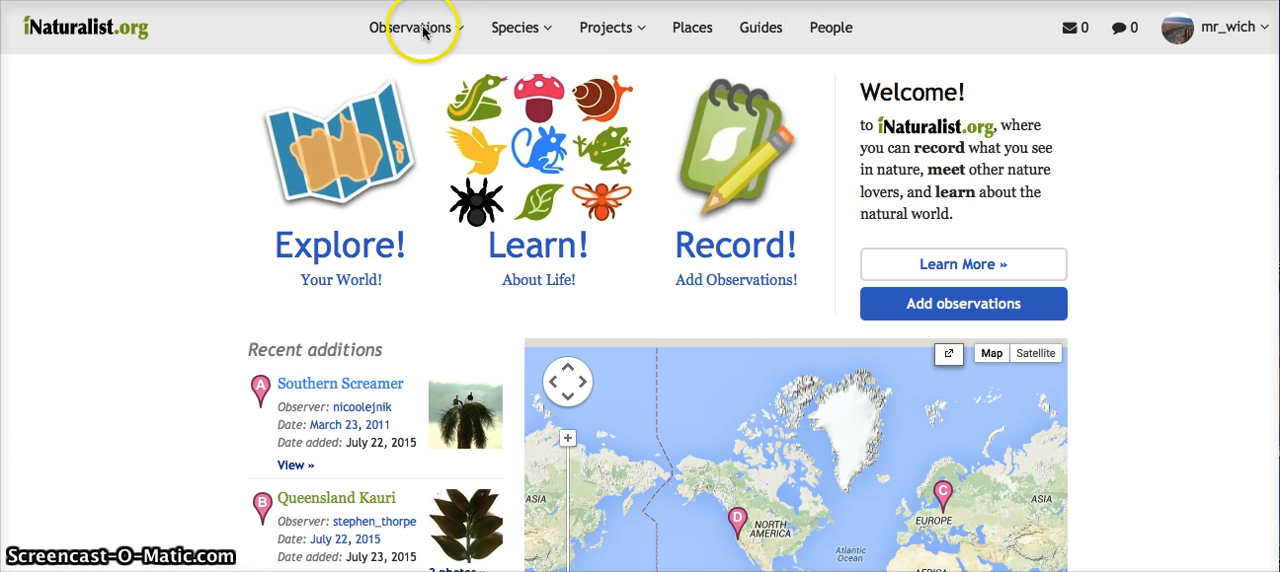 iNaturalist.org
Observations Species Projects Places Guides People
0 0 mr_wich
Explore!
Your World!
Learn!
About Life!
Record!
Add Observations!
Welcome!
to iNaturalist.org, where
you can record what you see
in nature, meet other nature
lovers, and learn about the
natural world.
Learn More »
Add observations
Recent additions
A Southern Screamer
Observer: nicoolejnik
Date: March 23, 2011
Date added: July 22, 2015
View »
B Queensland Kauri
Observer: stephen_thorpe
Date: July 22, 2015
Date added: July 23, 2015
2 photos »
Map Satellite
+
ASIA
D
NORTH
AMERICA
Atlantic
Ocean
C
EUROPE
AFRICA
ASIA
Screencast-O-Matic.com